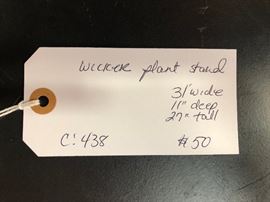 wicker plant stand
31" wide
11" deep
27" tall
C: 438 $50